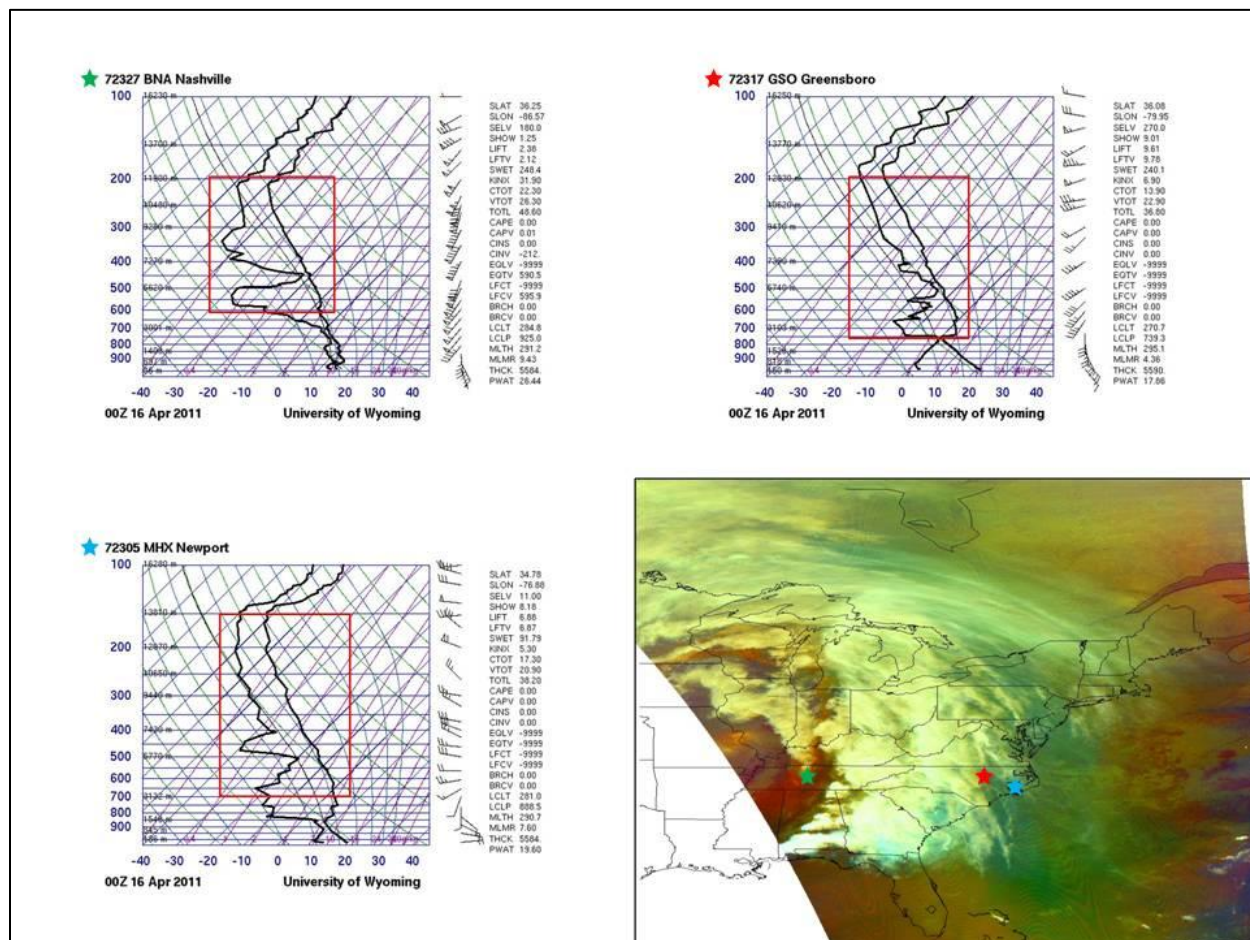 72327 BNA Nashville
100
16230 m
13700 m
200
11900 m
300
400
500
600
700
800
900
-40 -30 -20 -10 0 10 20 30 40
00Z 16 Apr 2011 University of Wyoming
SLAT 36.25
SLON -86.57
SELV 180.0
SHOW 1.25
LIFT 2.38
LFTV 2.12
SWET 248.4
KINX 31.90
CTOT 22.30
VTOT 26.30
TOTL 48.60
CAPE 0.00
CAPV 0.01
CINS 0.00
CINV -212.
EQLV -9999
EQTV 590.5
LFCT -9999
LFCV 595.9
BRCH 0.00
BRCV 0.00
LCLT 284.8
LCLP 925.0
MLTH 291.2
MLMR 9.43
THCK 5584.
PWAT 26.44
72317 GSO Greensboro
100
16250 m
13700 m
200
300
400
500
600
700
800
900
-40 -30 -20 -10 0 10 20 30 40
00Z 16 Apr 2011 University of Wyoming
SLAT 36.08
SLON -79.95
SELV 270.0
SHOW 9.01
LIFT 9.61
LFTV 9.78
SWET 240.1
KINX 6.90
CTOT 13.90
VTOT 22.90
TOTL 36.80
CAPE 0.00
CAPV 0.00
CINS 0.00
CINV 0.00
EQLV -9999
EQTV -9999
LFCT -9999
LFCV -9999
BRCH 0.00
BRCV 0.00
LCLT 270.7
LCLP 739.3
MLTH 295.1
MLMR 4.36
THCK 5590.
PWAT 17.86
72305 MHX Newport
100
16280 m
13810 m
200
300
400
500
600
700
900
-40 -30 -20 -10 0 10 20 30 40
00Z 16 Apr 2011 University of Wyoming
SLAT 34.78
SLON -76.88
SELV 11.00
SHOW 8.18
LIFT 6.88
LFTV 6.87
SWET 91.79
KINX 5.30
CTOT 17.30
VTOT 20.90
TOTL 38.20
CAPE 0.00
CAPV 0.00
CINS 0.00
CINV 0.00
EQLV -9999
EQTV -9999
LFCT -9999
LFCV -9999
BRCH 0.00
BRCV 0.00
LCLT 281.0
LCLP 888.5
MLTH 290.7
MLMR 7.60
THCK 5584.
PWAT 19.60